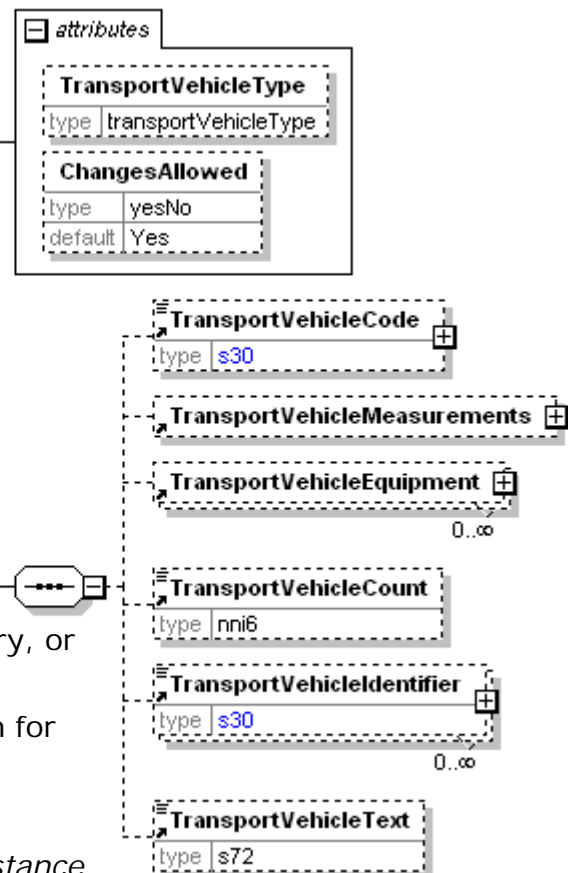 attributes
TransportVehicleType
type transportVehicleType
ChangesAllowed
type yesNo
default Yes
TransportVehicleCode
type s30
TransportVehicleMeasurements
TransportVehicleEquipment
0..∞
TransportVehicleCount
type nni6
ry, or
TransportVehicleIdentifier
type s30
n for
0..∞
TransportVehicleText
type s72
stance